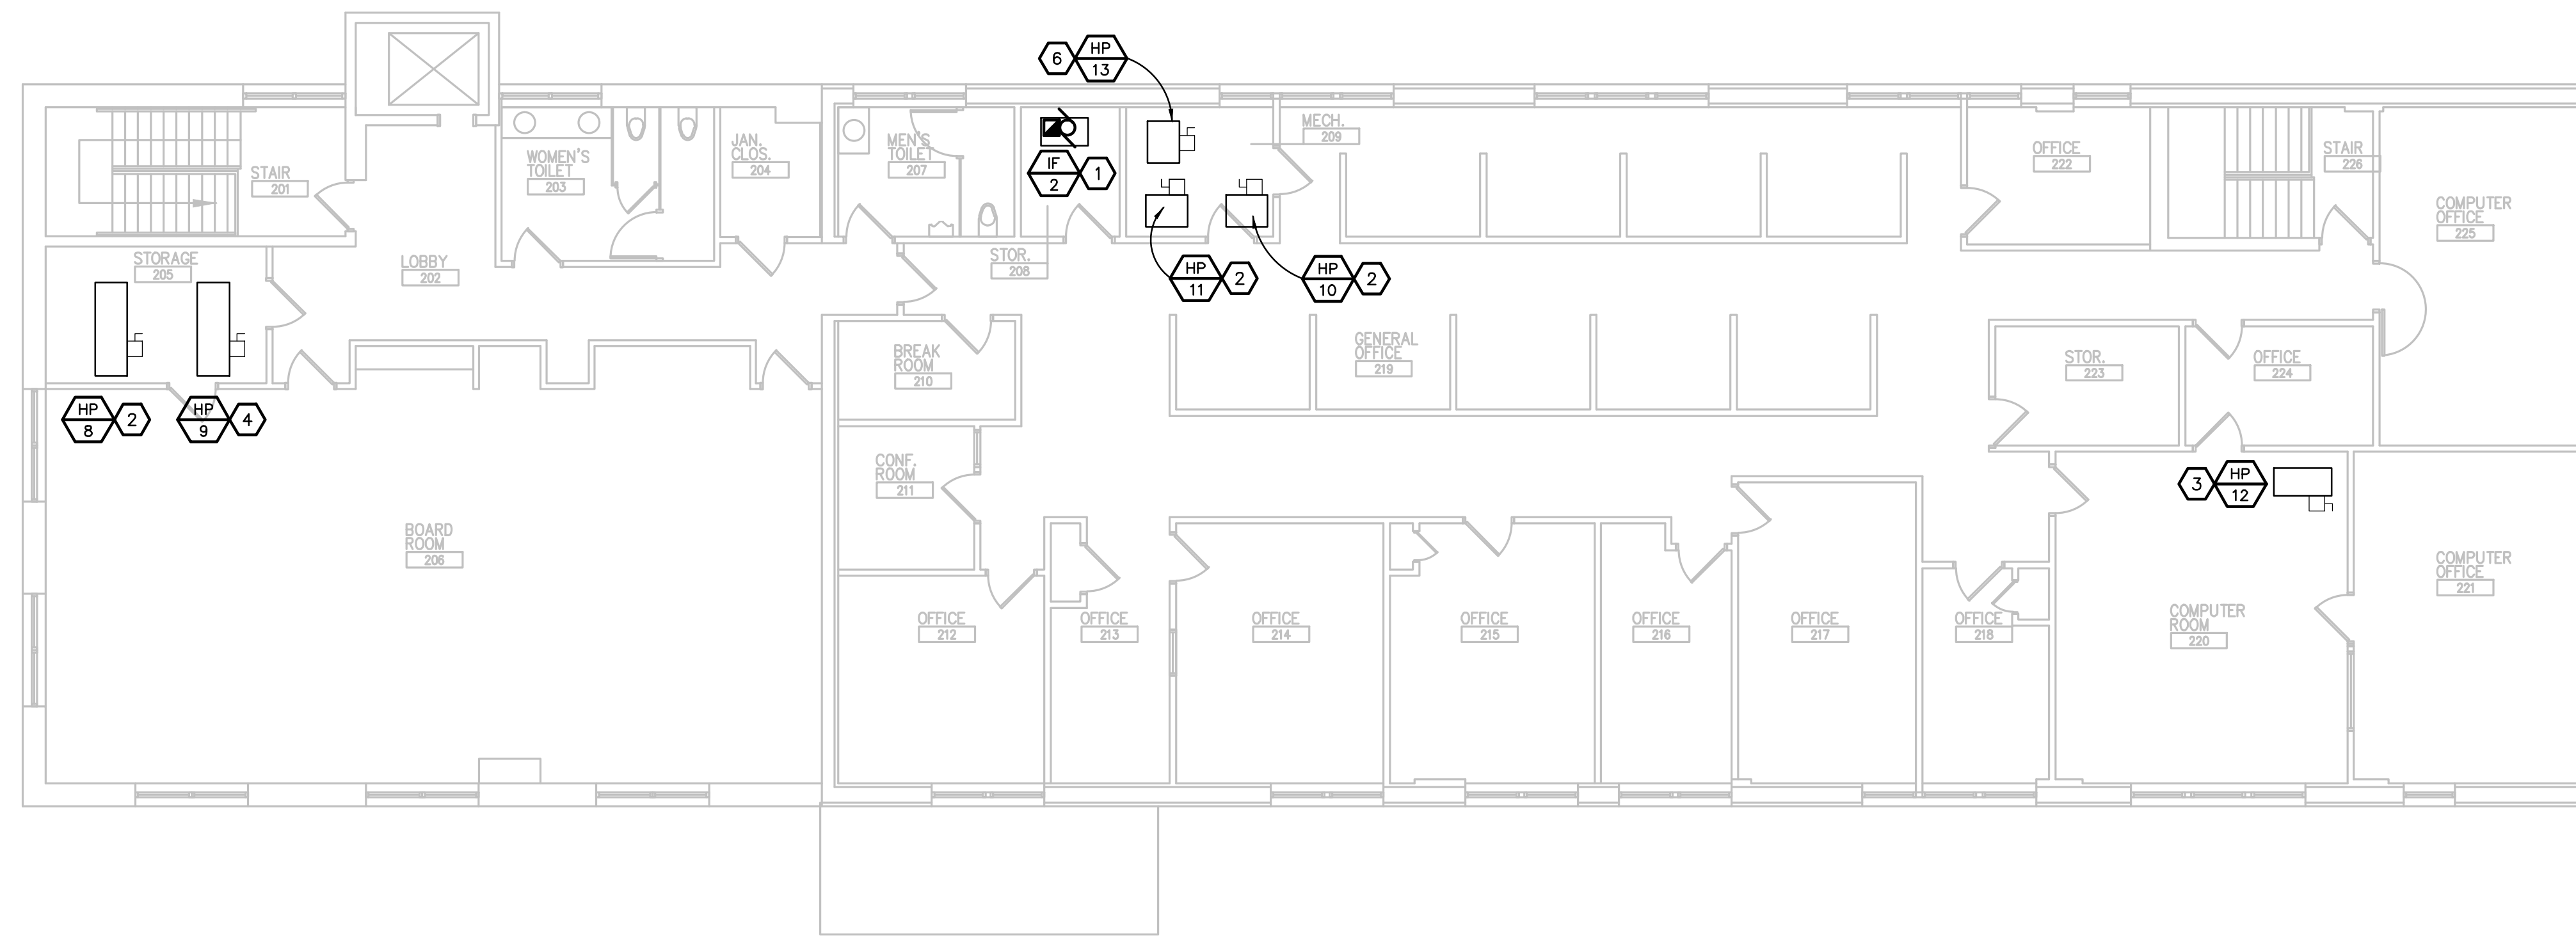 6
HP
13
MECH.
209
JAN.
CLOS.
204
MEN'S
TOILET
207
WOMEN'S
TOILET
203
STAIR
201
IF
2
1
OFFICE
222
STAIR
226
COMPUTER
OFFICE
225
STORAGE
205
LOBBY
202
STOR.
208
HP
11
2
HP
10
2
BREAK
ROOM
210
GENERAL
OFFICE
219
STOR.
223
OFFICE
224
HP
8
2
HP
9
4
CONF.
ROOM
211
3
HP
12
BOARD
ROOM
206
COMPUTER
OFFICE
221
OFFICE
212
OFFICE
213
OFFICE
214
OFFICE
215
OFFICE
216
OFFICE
217
OFFICE
218
COMPUTER
ROOM
220